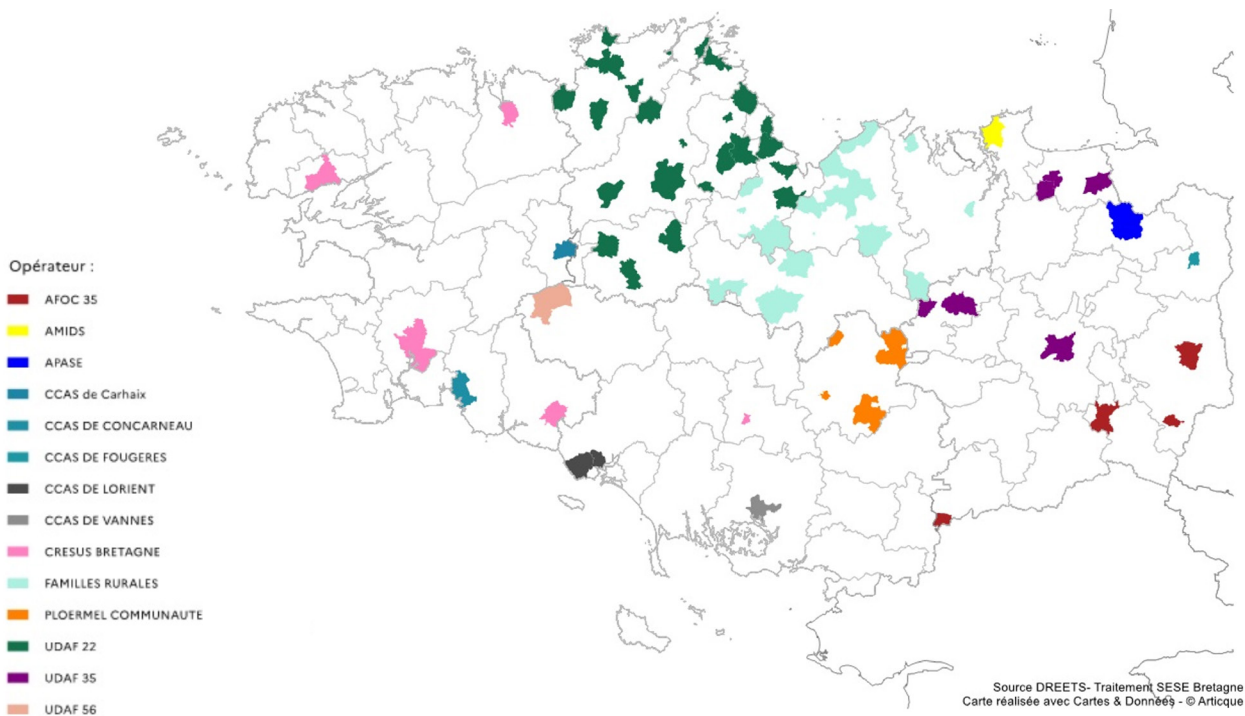 Opérateur :
AFOC 35
AMIDS
APASE
CCAS de Carhaix
CCAS DE CONCARNEAU
CCAS DE FOUGERES
CCAS DE LORIENT
CCAS DE VANNES
CRESUS BRETAGNE
FAMILLES RURALES
PLOERMEL COMMUNAUTE
UDAF 22
UDAF 35
UDAF 56
Source DREETS- Traitement SESE Bretagne
Carte réalisée avec Cartes & Données - © Articque